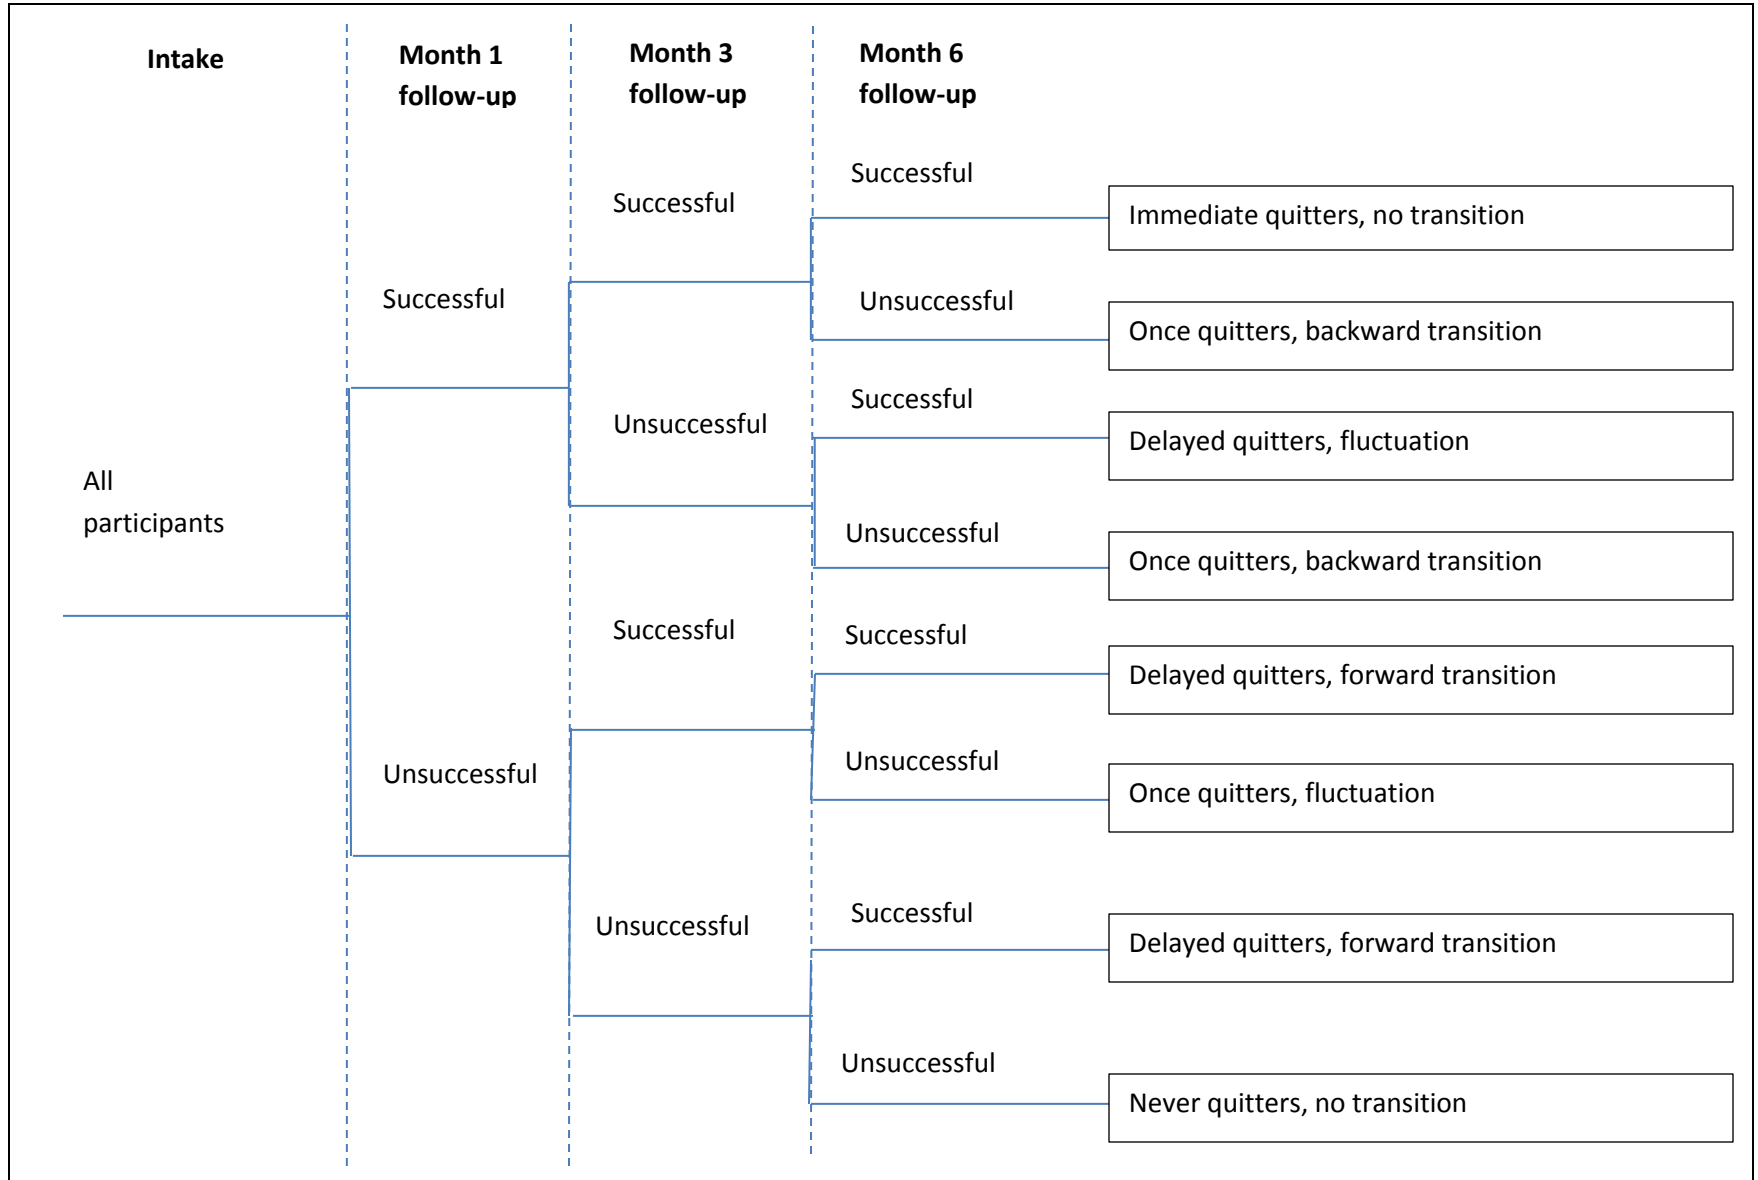 Intake
Month 1
follow-up
Month 3
follow-up
Month 6
follow-up
All
participants
Successful
Unsuccessful
Successful
Unsuccessful
Successful
Unsuccessful
Successful
Unsuccessful
Successful
Unsuccessful
Successful
Unsuccessful
Successful
Unsuccessful
Immediate quitters, no transition
Once quitters, backward transition
Delayed quitters, fluctuation
Once quitters, backward transition
Delayed quitters, forward transition
Once quitters, fluctuation
Delayed quitters, forward transition
Never quitters, no transition